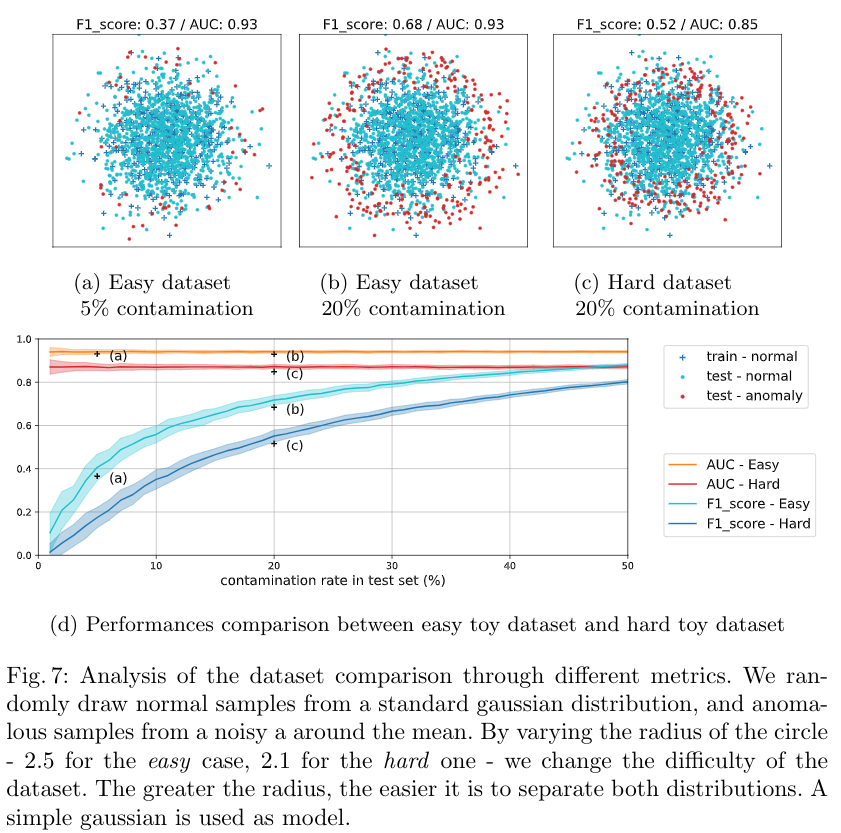 F1_score: 0.37 / AUC: 0.93
F1_score: 0.68 / AUC: 0.93
F1_score: 0.52 / AUC: 0.85
(a) Easy dataset
5% contamination
(b) Easy dataset
20% contamination
(c) Hard dataset
20% contamination
1.0
0.8
0.6
0.4
0.2
0.0
(a)
(b)
(c)
(b)
(c)
(a)
0
10
20
30
40
50
contamination rate in test set (%)
train - normal
test - normal
test - anomaly
AUC - Easy
AUC - Hard
F1_score - Easy
F1_score - Hard
(d) Performances comparison between easy toy dataset and hard toy dataset
Fig. 7: Analysis of the dataset comparison through different metrics. We ran-
domly draw normal samples from a standard gaussian distribution, and anoma-
lous samples from a noisy a around the mean. By varying the radius of the circle
- 2.5 for the easy case, 2.1 for the hard one - we change the difficulty of the
dataset. The greater the radius, the easier it is to separate both distributions. A
simple gaussian is used as model.